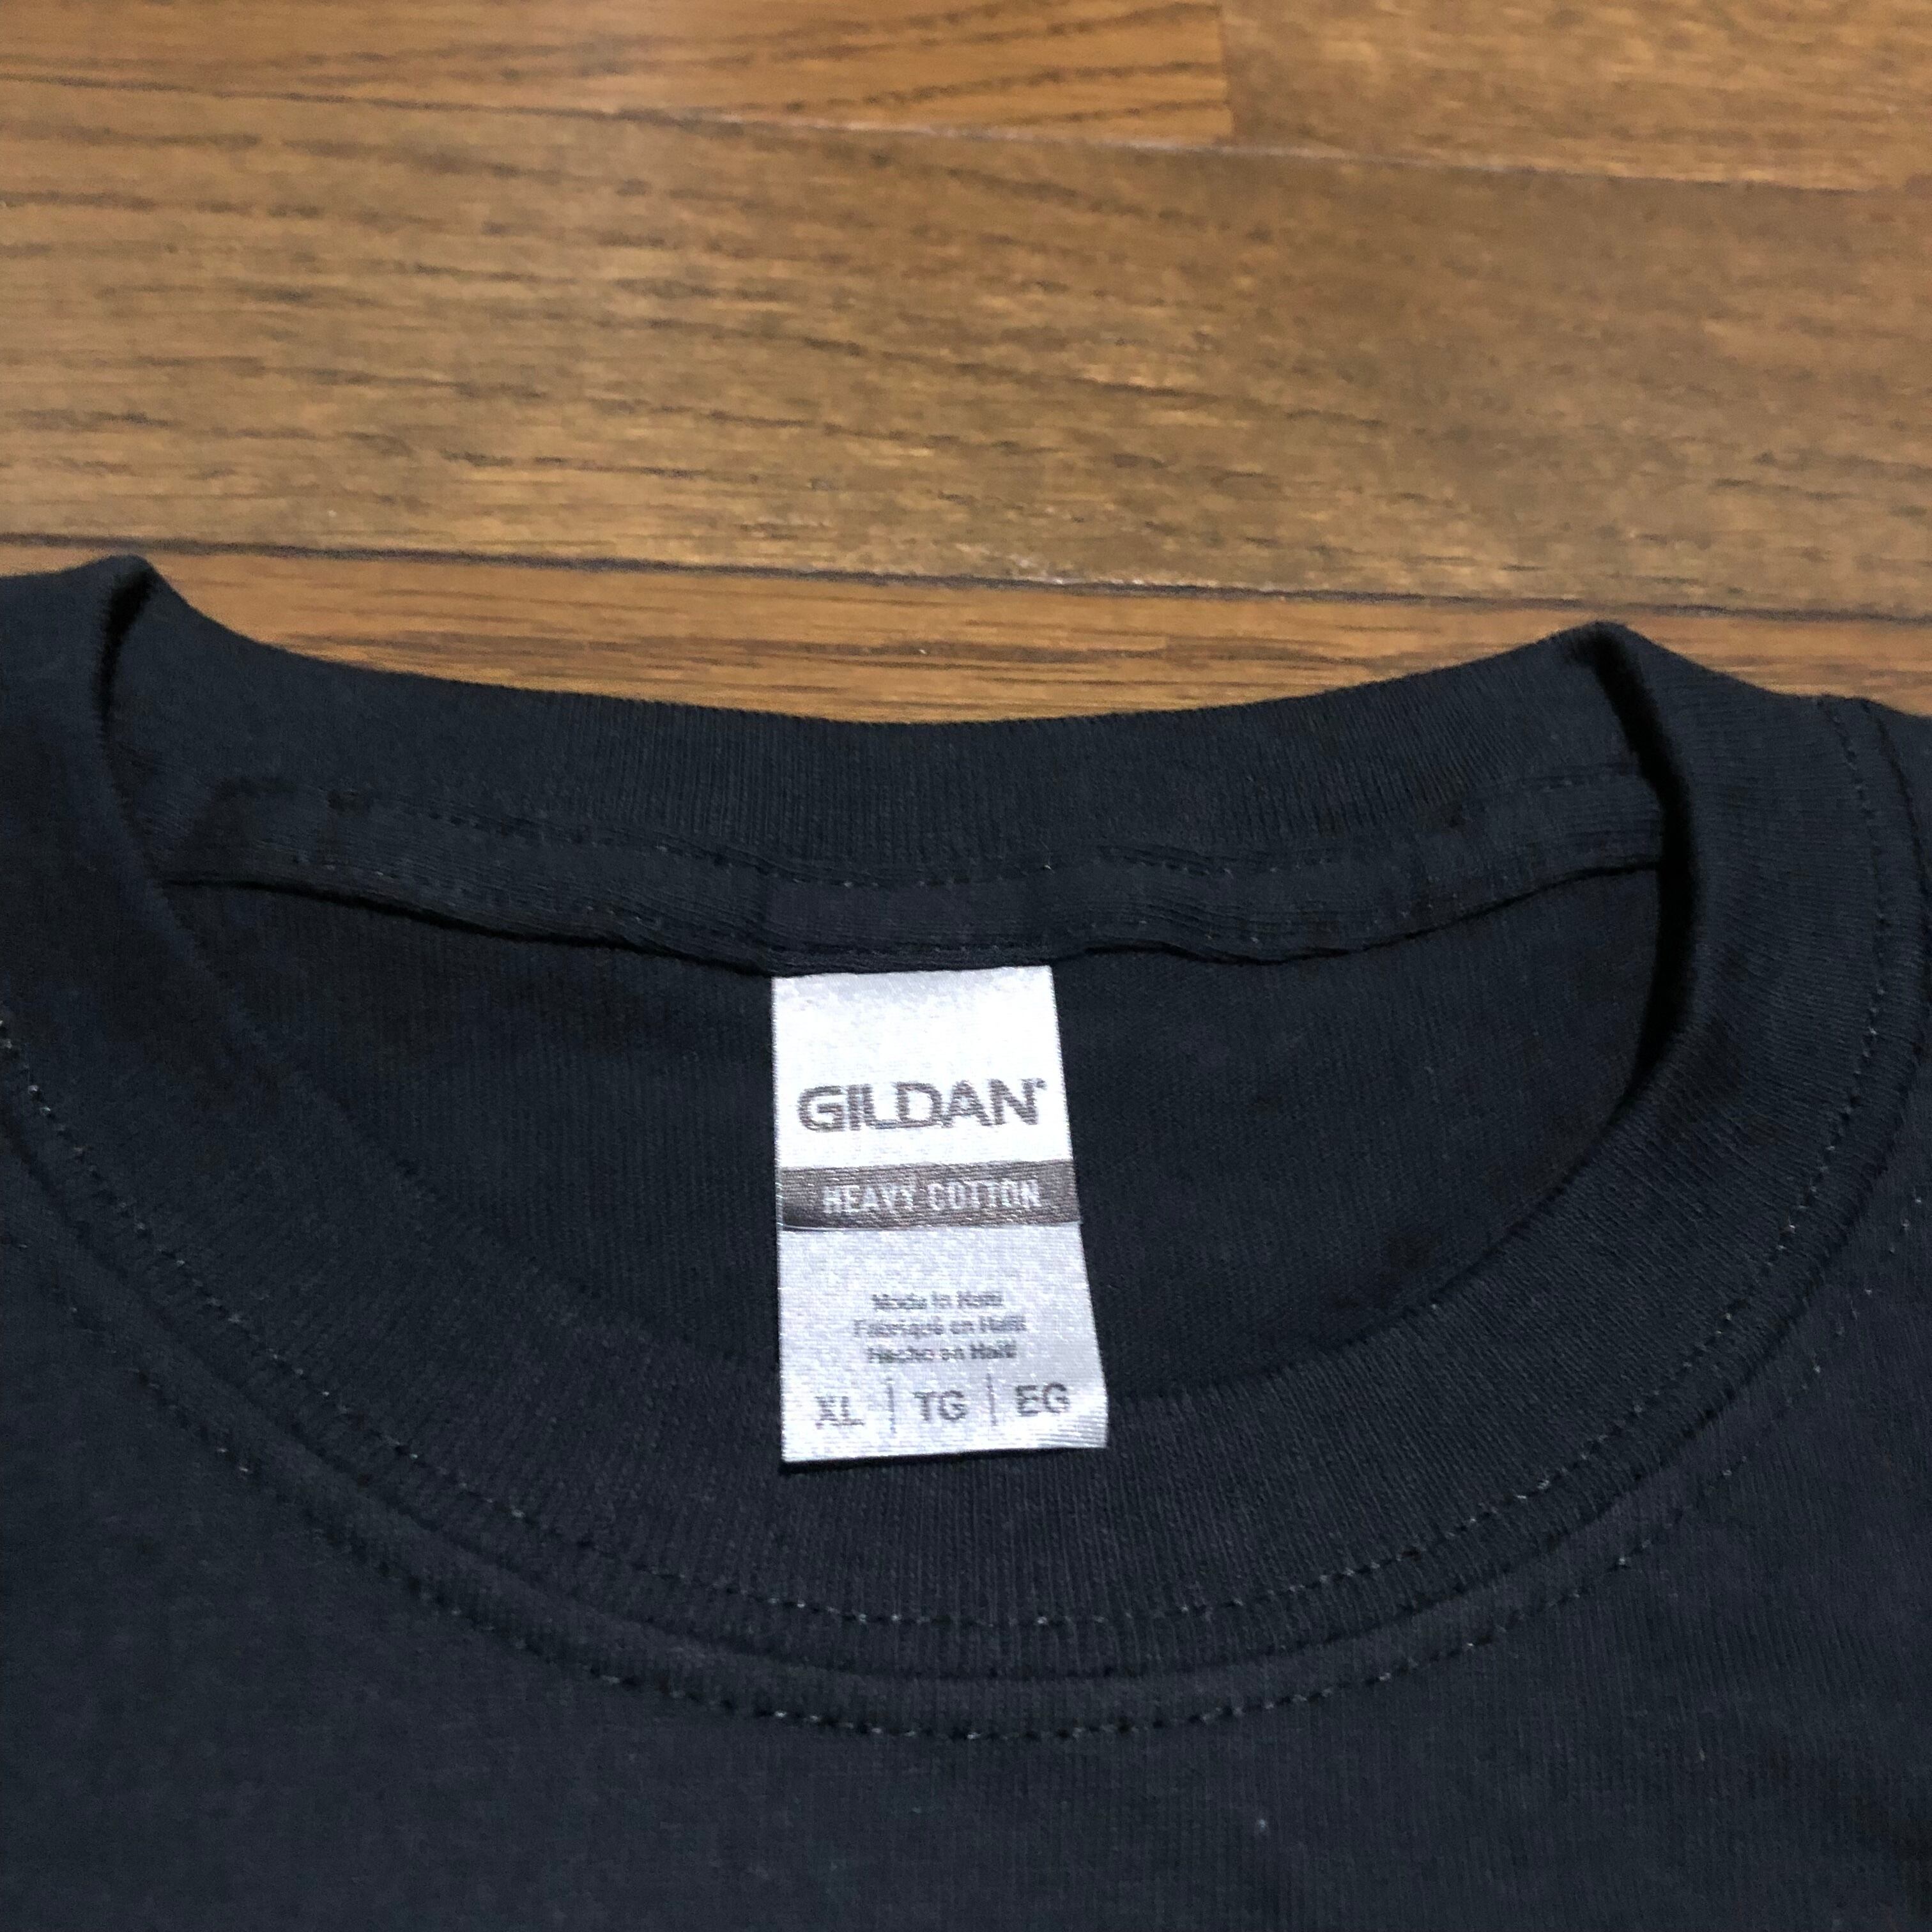 GILDAN®
HEAVY COTTON
Made in Haiti
Fabriqué en Haïti
Hecho en Haití
XL | TG | EG